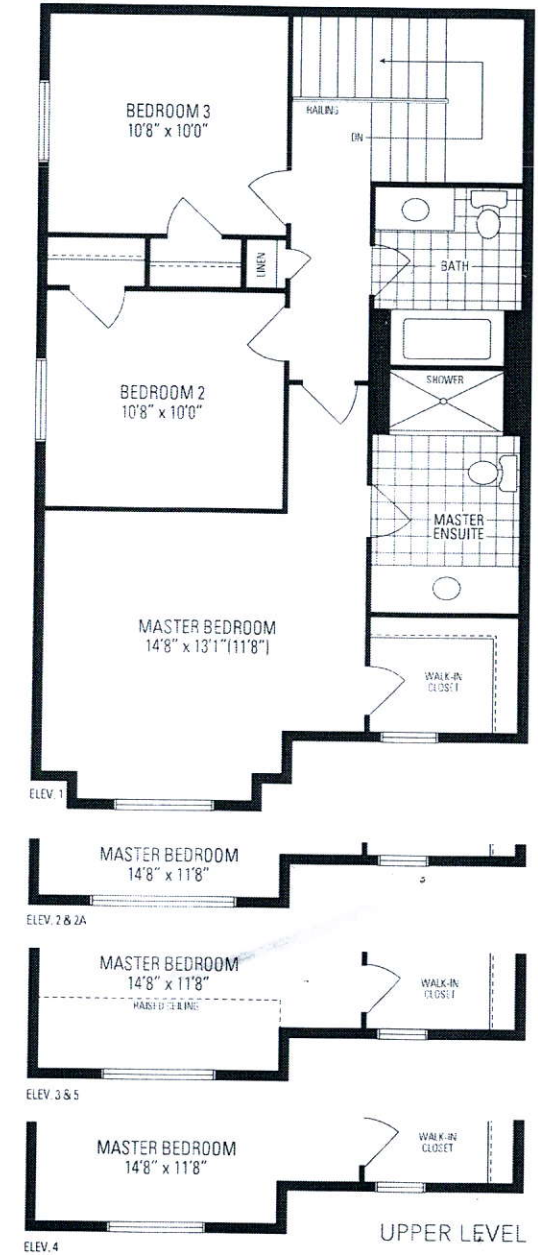 BEDROOM 3
10'8" x 10'0"
RAILING
DN
LINEN
BATH
BEDROOM 2
10'8" x 10'0"
SHOWER
MASTER
ENSUITE
MASTER BEDROOM
14'8" x 13'1"(11'8")
WALK-IN
CLOSET
ELEV. 1
MASTER BEDROOM
14'8" x 11'8"
ELEV. 2 & 2A
MASTER BEDROOM
14'8" x 11'8"
RAISED CEILING
WALK-IN
CLOSET
ELEV. 3 & 5
MASTER BEDROOM
14'8" x 11'8"
WALK-IN
CLOSET
ELEV. 4
UPPER LEVEL